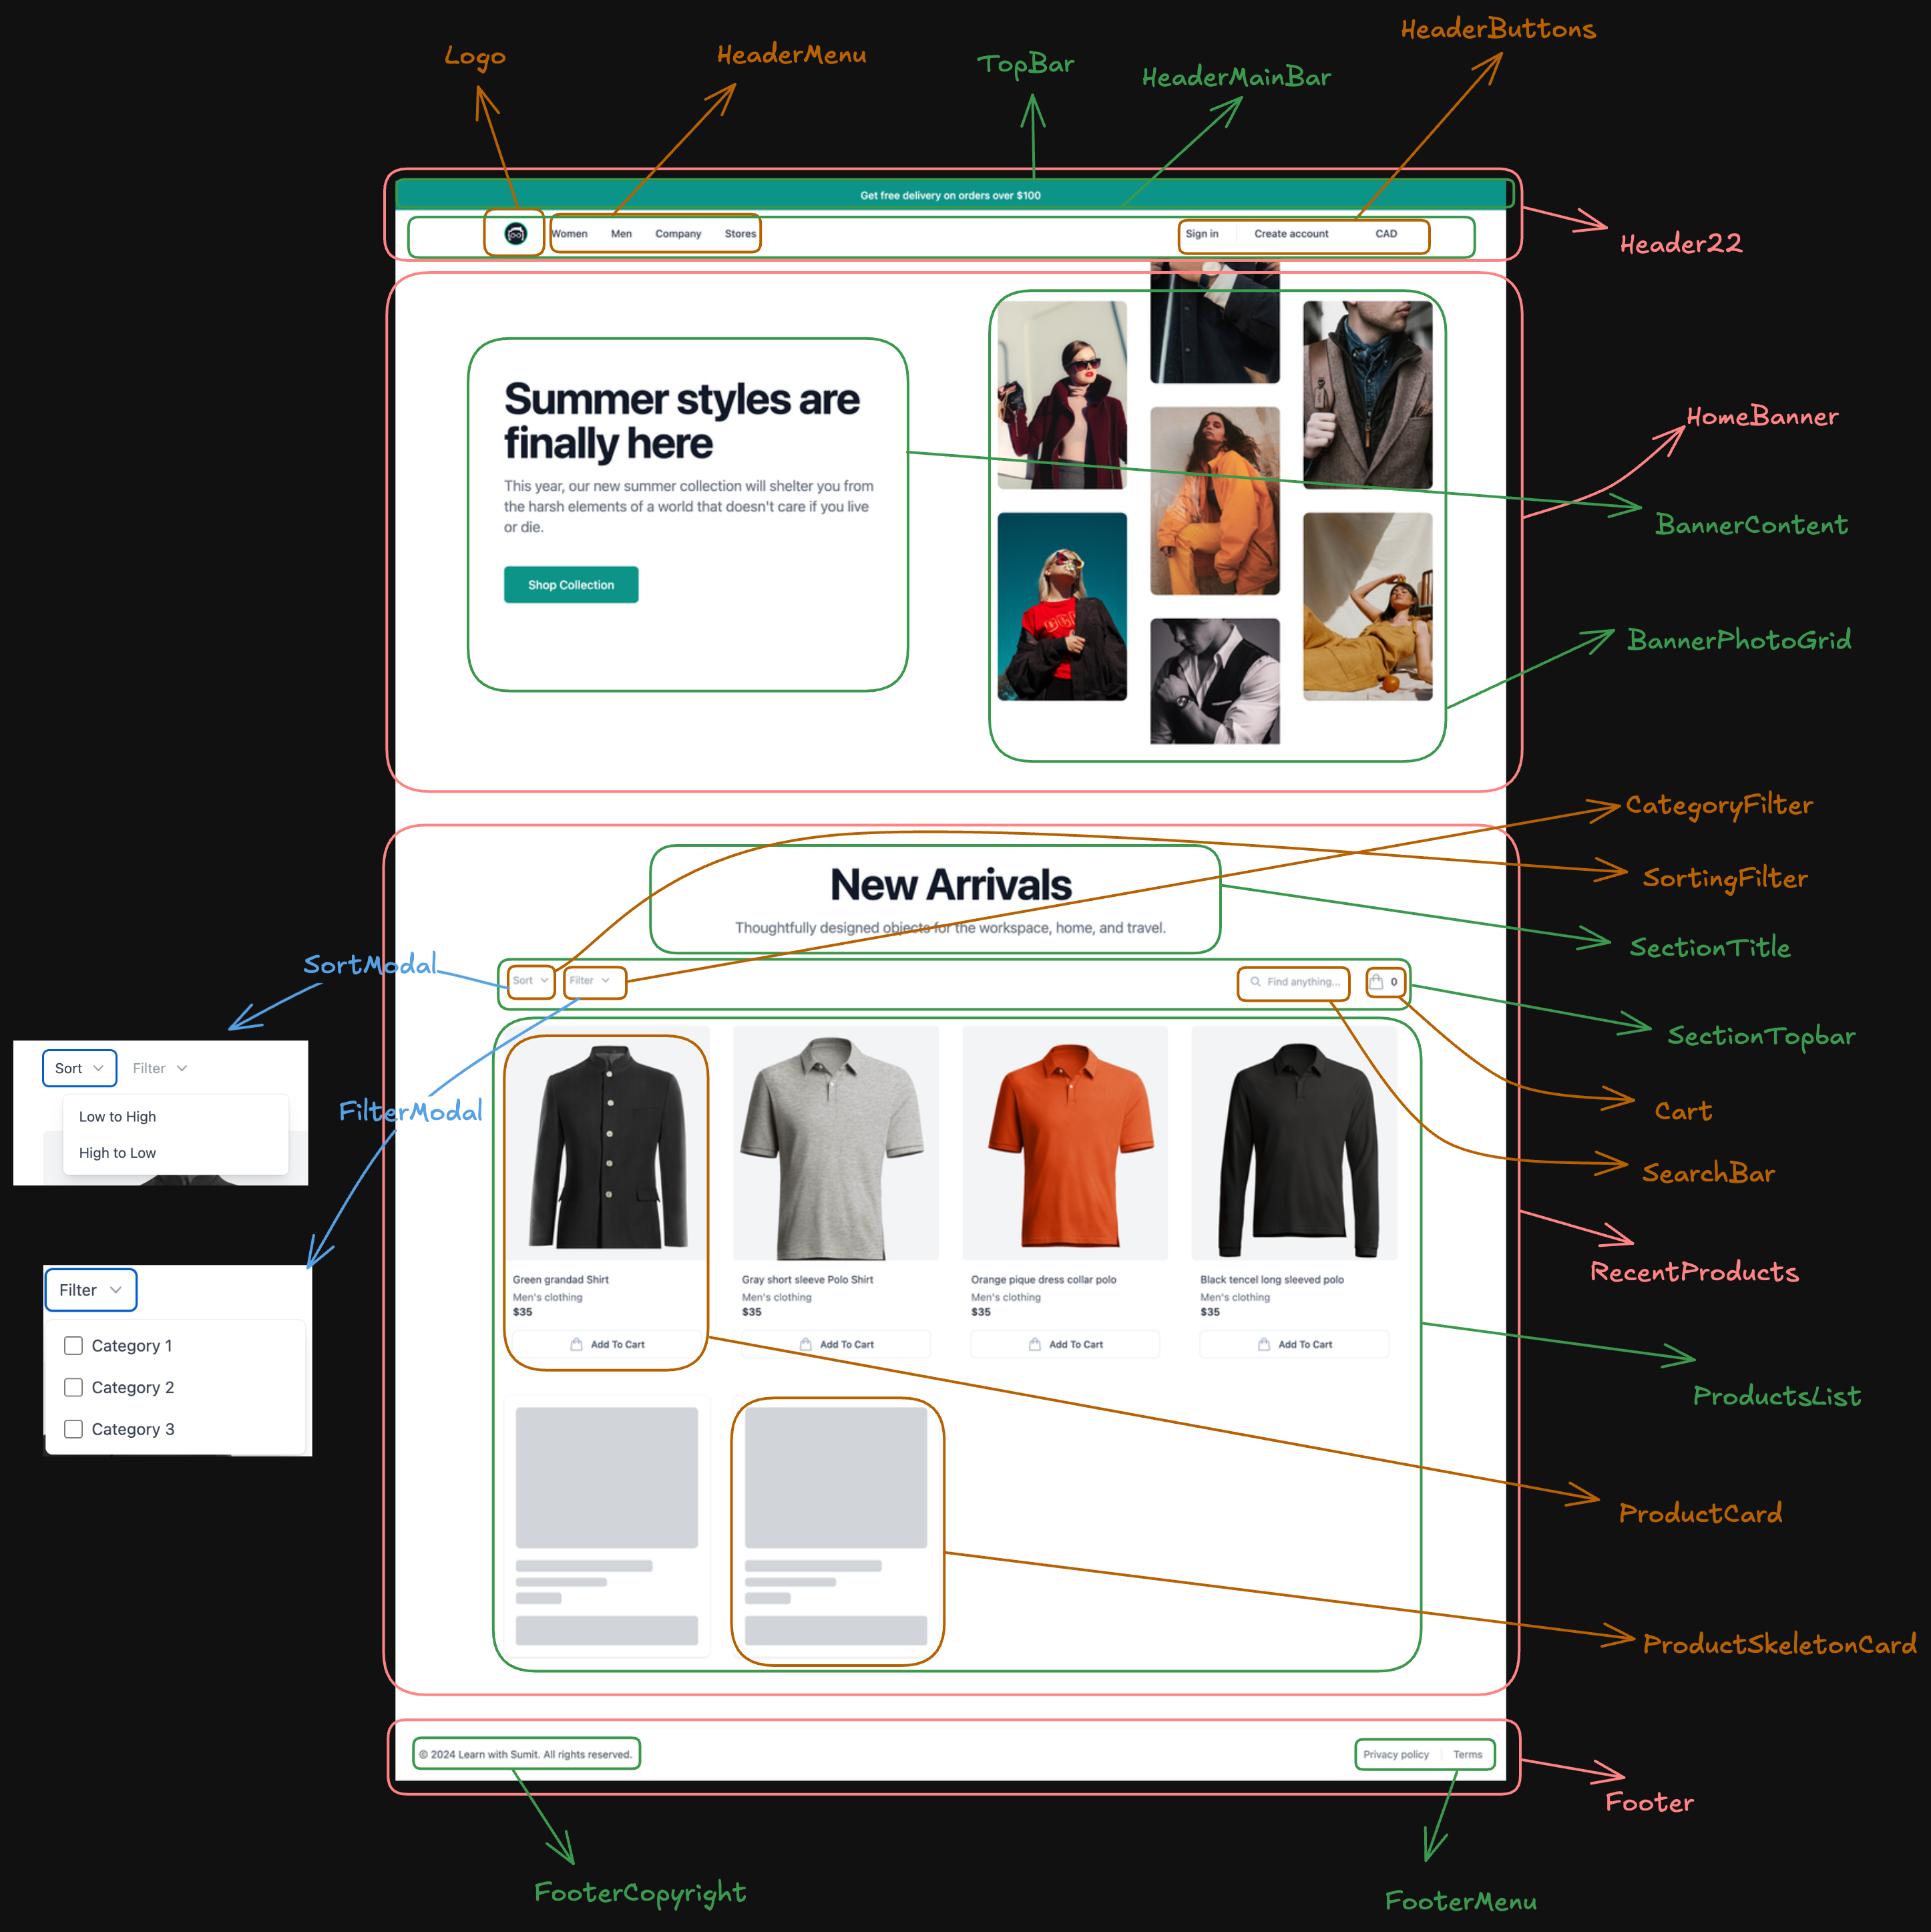 Logo
HeaderMenu
TopBar
HeaderMainBar
HeaderButtons
Get free delivery on orders over $100
Women Men Company Stores
Sign in Create account CAD
Header22
Summer styles are
finally here
This year, our new summer collection will shelter you from
the harsh elements of a world that doesn't care if you live
or die.
Shop Collection
HomeBanner
BannerContent
BannerPhotoGrid
CategoryFilter
SortingFilter
New Arrivals
Thoughtfully designed objects for the workspace, home, and travel.
SectionTitle
SortModal
Sort Filter
Find anything... 0
SectionTopbar
Sort Filter
Low to High
High to Low
FilterModal
Cart
SearchBar
RecentProducts
Filter
Category 1
Category 2
Category 3
Green grandad Shirt
Men's clothing
$35
Add To Cart
Gray short sleeve Polo Shirt
Men's clothing
$35
Add To Cart
Orange pique dress collar polo
Men's clothing
$35
Add To Cart
Black tencel long sleeved polo
Men's clothing
$35
Add To Cart
ProductsList
ProductCard
ProductSkeletonCard
© 2024 Learn with Sumit. All rights reserved.
Privacy policy Terms
Footer
FooterCopyright
FooterMenu